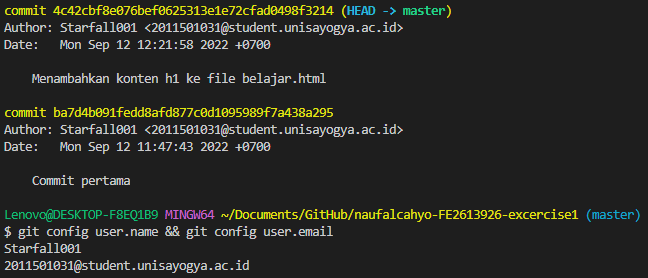 commit 4c42cbf8e076bef0625313e1e72cfad0498f3214 (HEAD -> master)
Author: Starfall001 <2011501031@student.unisayogya.ac.id>
Date:   Mon Sep 12 12:21:58 2022 +0700
Menambahkan konten h1 ke file belajar.html
commit ba7d4b091fedd8afd877c0d1095989f7a438a295
Author: Starfall001 <2011501031@student.unisayogya.ac.id>
Date:   Mon Sep 12 11:47:43 2022 +0700
Commit pertama
Lenovo@DESKTOP-F8EQ1B9 MINGW64 ~/Documents/GitHub/naufalcahyo-FE2613926-excercise1 (master)
$ git config user.name && git config user.email
Starfall001
2011501031@student.unisayogya.ac.id